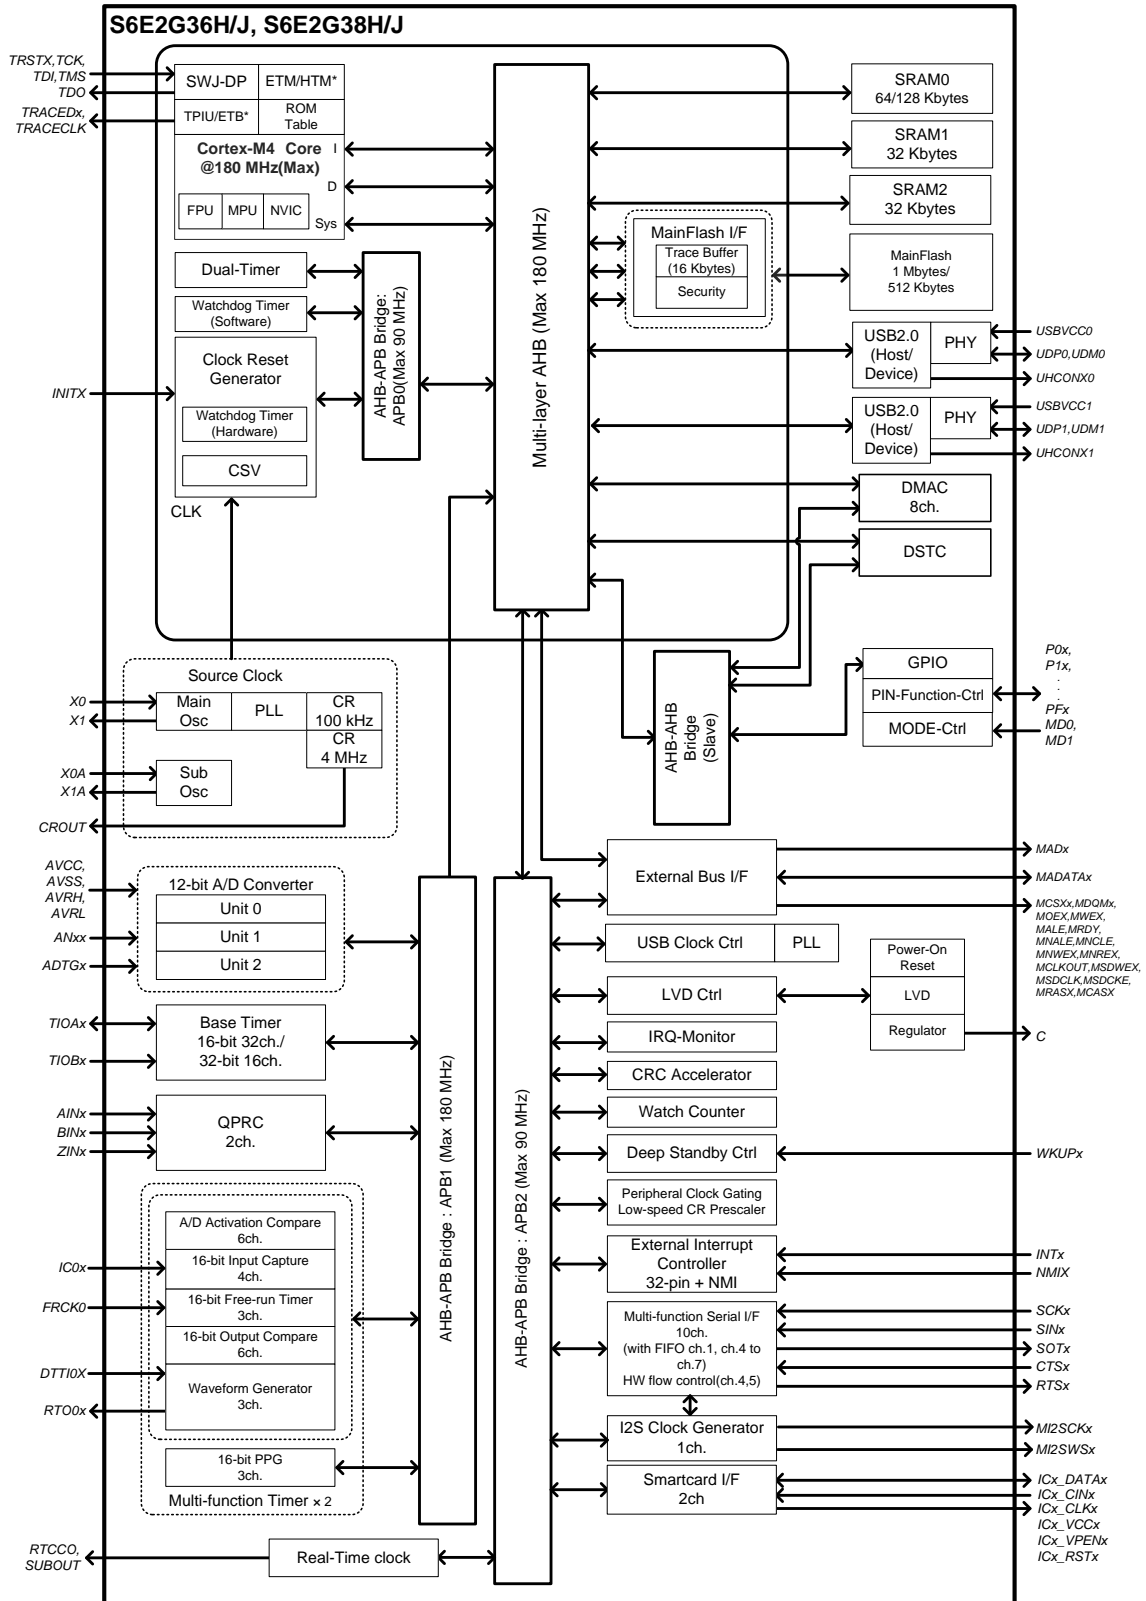 S6E2G36H/J, S6E2G38H/J
TRSTX,TCK,
TDI,TMS
TDO
TRACEDx,
TRACECLK
SWJ-DP
ETM/HTM*
TPIU/ETB*
ROM
Table
Cortex-M4 Core
@180 MHz(Max)
I
D
Sys
FPU
MPU
NVIC
Dual-Timer
Watchdog Timer
(Software)
Clock Reset
Generator
Watchdog Timer
(Hardware)
CSV
CLK
INITX
AHB-APB Bridge:
APB0(Max 90 MHz)
Multi-layer AHB (Max 180 MHz)
SRAM0
64/128 Kbytes
SRAM1
32 Kbytes
SRAM2
32 Kbytes
MainFlash I/F
Trace Buffer
(16 Kbytes)
Security
MainFlash
1 Mbytes/
512 Kbytes
USB2.0
(Host/
Device)
PHY
USBVCC0
UDP0,UDM0
UHCONX0
USB2.0
(Host/
Device)
PHY
USBVCC1
UDP1,UDM1
UHCONX1
DMAC
8ch.
DSTC
AHB-AHB
Bridge
(Slave)
GPIO
PIN-Function-Ctrl
MODE-Ctrl
P0x,
P1x,
.
.
PFx
MD0,
MD1
Source Clock
Main
Osc
PLL
CR
100 kHz
CR
4 MHz
Sub
Osc
X0
X1
X0A
X1A
CROUT
AVCC,
AVSS,
AVRH,
AVRL
ANxx
ADTGx
12-bit A/D Converter
Unit 0
Unit 1
Unit 2
TIOAx
TIOBx
Base Timer
16-bit 32ch./
32-bit 16ch.
AINx
BINx
ZINx
QPRC
2ch.
A/D Activation Compare
6ch.
16-bit Input Capture
4ch.
16-bit Free-run Timer
3ch.
16-bit Output Compare
6ch.
Waveform Generator
3ch.
16-bit PPG
3ch.
Multi-function Timer × 2
IC0x
FRCK0
DTTI0X
RTO0x
RTCCO,
SUBOUT
Real-Time clock
AHB-APB Bridge : APB1 (Max 180 MHz)
AHB-APB Bridge : APB2 (Max 90 MHz)
External Bus I/F
MADx
MADATAx
MCSXx,MDQMx,
MOEX,MWEX,
MALE,MRDY,
MNALE,MNCLE,
MNWEX,MNREX,
MCLKOUT,MSDWEX,
MSDCLK,MSDCKE,
MRASX,MCASX
USB Clock Ctrl
PLL
LVD Ctrl
Power-On
Reset
LVD
Regulator
C
IRQ-Monitor
CRC Accelerator
Watch Counter
Deep Standby Ctrl
WKUPx
Peripheral Clock Gating
Low-speed CR Prescaler
External Interrupt
Controller
32-pin + NMI
INTx
NMIX
Multi-function Serial I/F
10ch.
(with FIFO ch.1, ch.4 to
ch.7)
HW flow control(ch.4,5)
SCKx
SINx
SOTx
CTSx
RTSx
I2S Clock Generator
1ch.
MI2SCKx
MI2SWSx
Smartcard I/F
2ch
ICx_DATAx
ICx_CINx
ICx_CLKx
ICx_VCCx
ICx_VPENx
ICx_RSTx